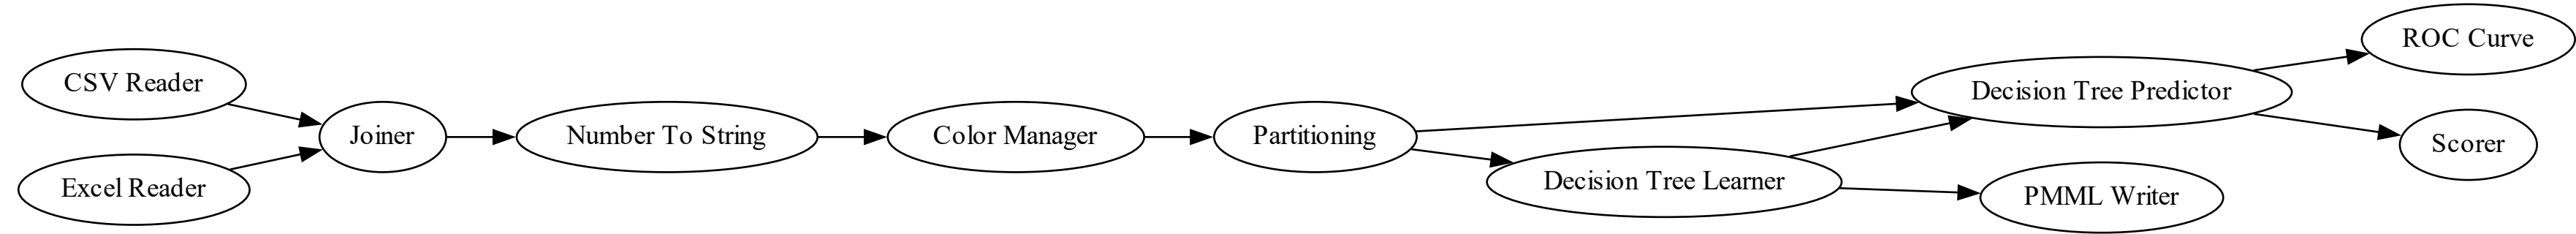 CSV Reader
Excel Reader
Joiner
Number To String
Color Manager
Partitioning
Decision Tree Learner
Decision Tree Predictor
PMML Writer
ROC Curve
Scorer